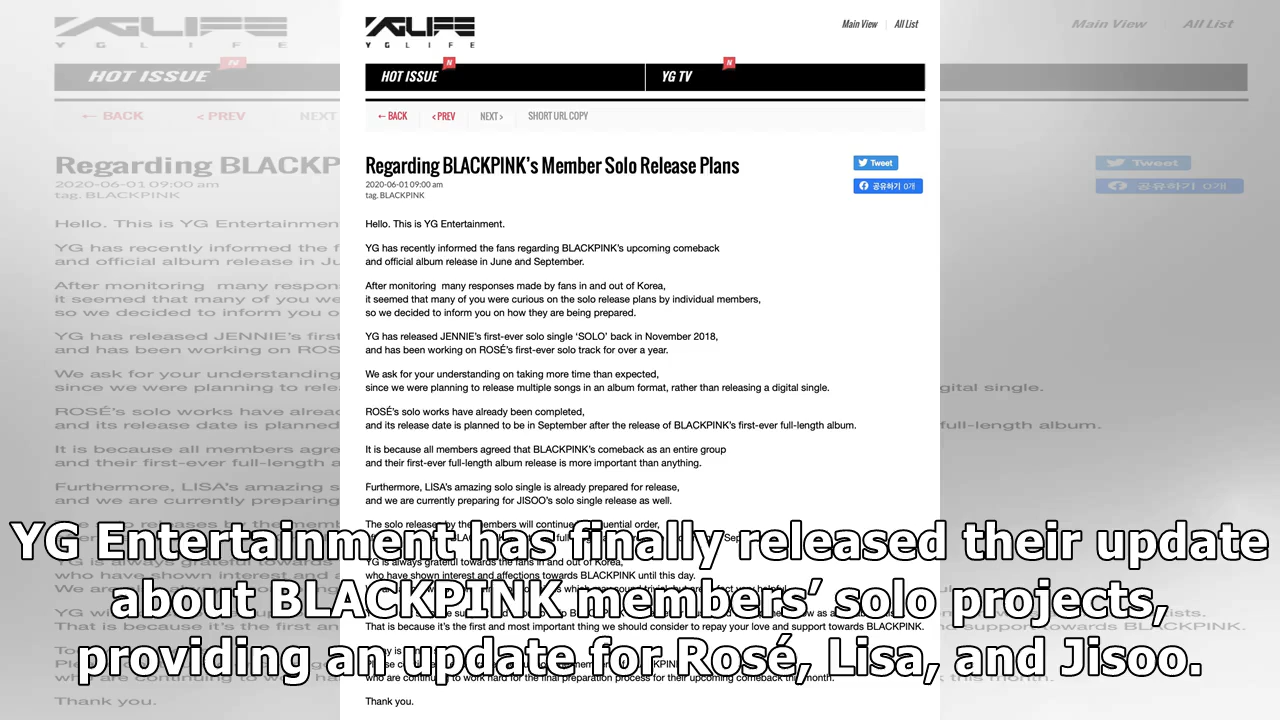 YG LIFE
YGLIFE
Main View
All List
HOT ISSUE N
YG TV N
← BACK
< PREV
NEXT >
SHORT URL COPY
Regarding BLACKPINK's Member Solo Release Plans
2020-06-01 09:00 am
tag. BLACKPINK
Tweet
공유하기 0개
Hello. This is YG Entertainment.
YG has recently informed the fans regarding BLACKPINK's upcoming comeback
and official album release in June and September.
After monitoring  many responses made by fans in and out of Korea,
it seemed that many of you were curious on the solo release plans by individual members,
so we decided to inform you on how they are being prepared.
YG has released JENNIE's first-ever solo single 'SOLO' back in November 2018,
and has been working on ROSÉ's first-ever solo track for over a year.
We ask for your understanding on taking more time than expected,
since we were planning to release multiple songs in an album format, rather than releasing a digital single.
ROSÉ's solo works have already been completed,
and its release date is planned to be in September after the release of BLACKPINK's first-ever full-length album.
It is because all members agreed that BLACKPINK's comeback as an entire group
and their first-ever full-length album release is more important than anything.
Furthermore, LISA's amazing solo single is already prepared for release,
and we are currently preparing for JISOO's solo single release as well.
The solo releases by the members will continue
YG is always grateful towards the fans in and out of Korea,
who have shown interest and affections towards BLACKPINK until this day.
That is because it's the first and most important thing we should consider to repay your love and support towards BLACKPINK.
who are continuing to work hard for the final preparation process for their upcoming comeback this month.
Thank you.
YG Entertainment has finally released their update
about BLACKPINK members' solo projects,
providing an update for Rosé, Lisa, and Jisoo.